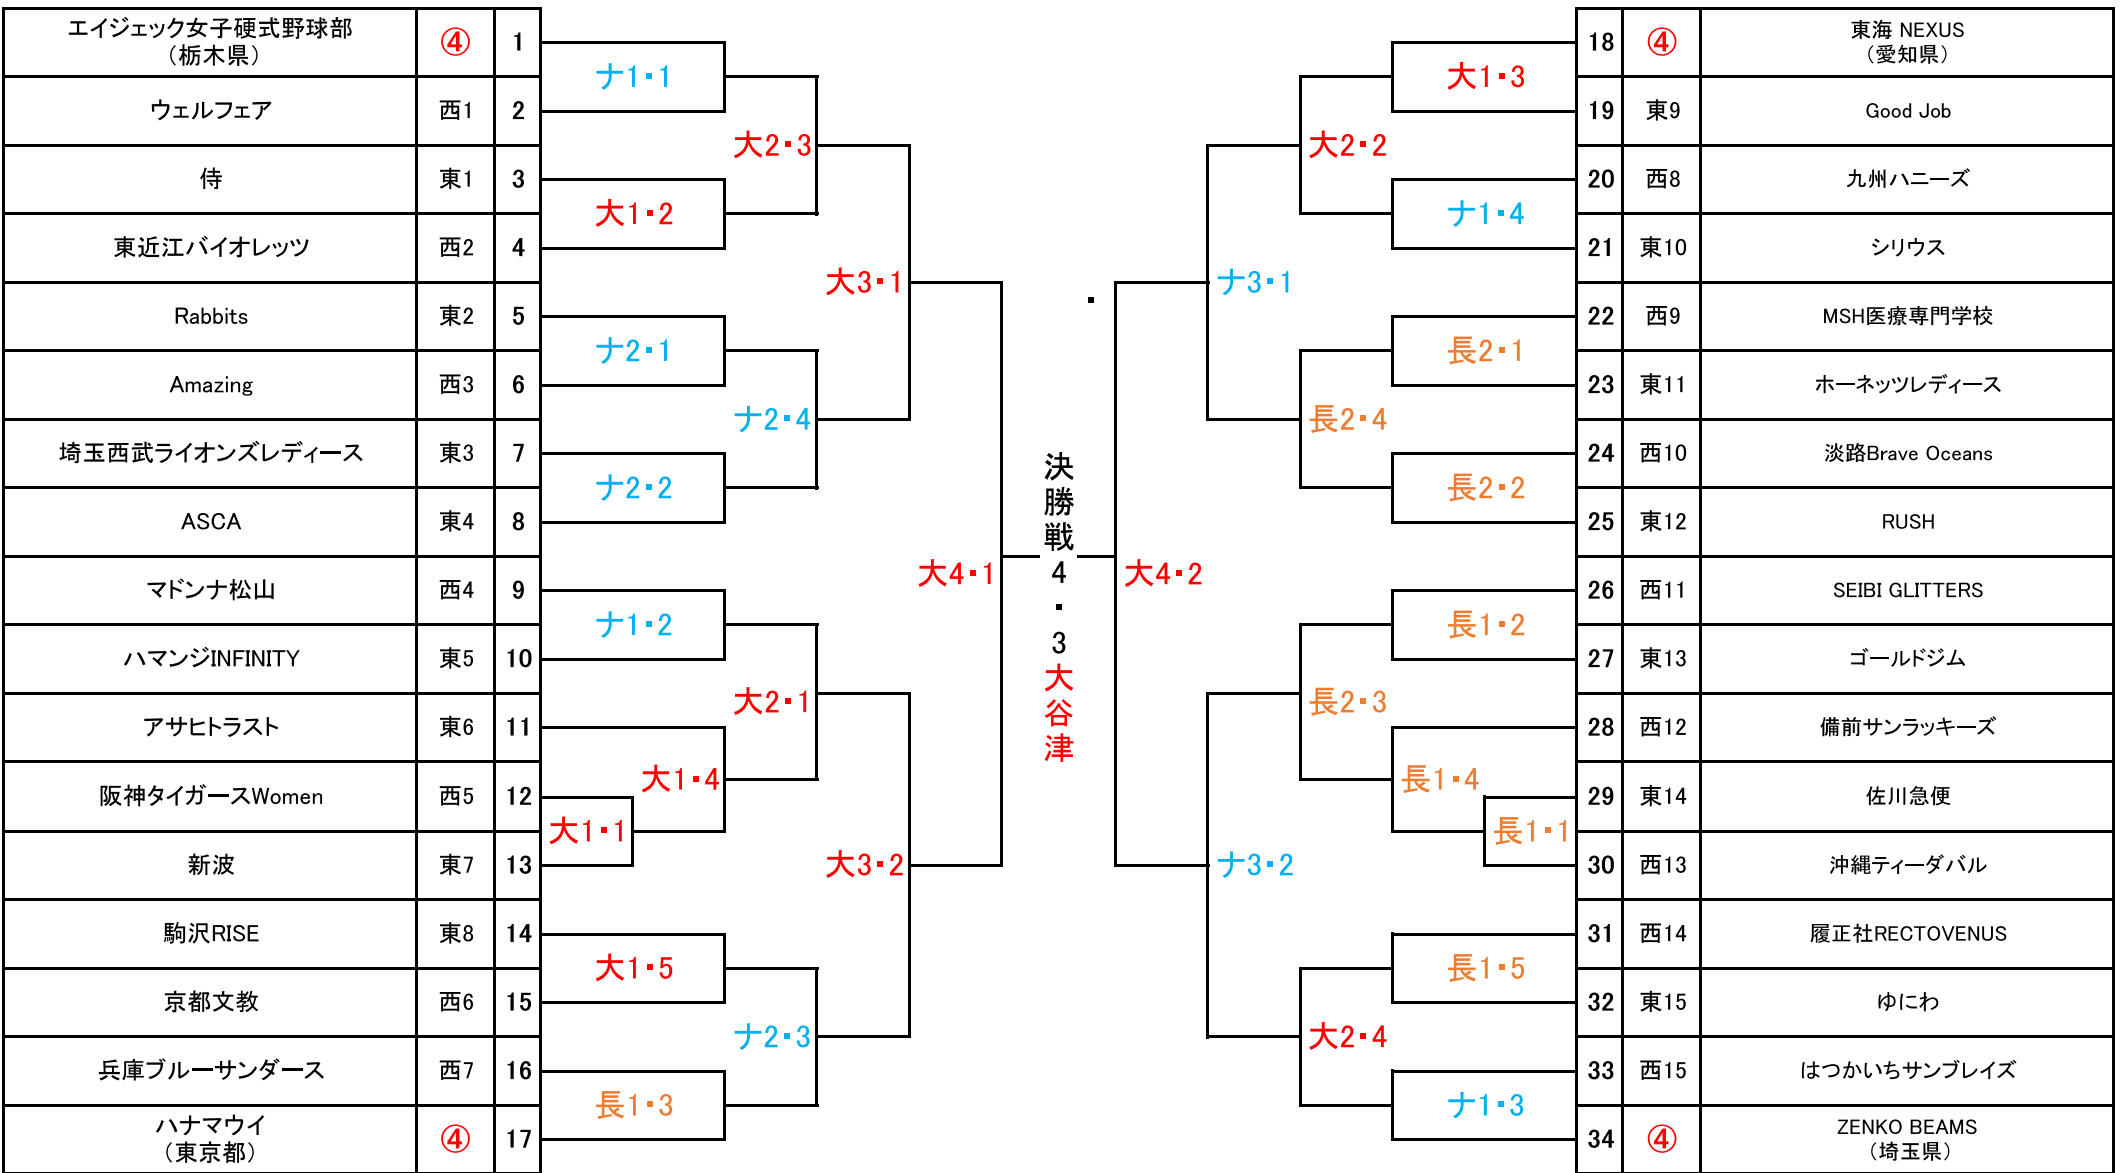 エイジェック女子硬式野球部
（栃木県）
④ 1
ウェルフェア 西1 2
侍 東1 3
東近江バイオレッツ 西2 4
Rabbits 東2 5
Amazing 西3 6
埼玉西武ライオンズレディース 東3 7
ASCA 東4 8
マドンナ松山 西4 9
ハマンジINFINITY 東5 10
アサヒトラスト 東6 11
阪神タイガースWomen 西5 12
新波 東7 13
駒沢RISE 東8 14
京都文教 西6 15
兵庫ブルーサンダース 西7 16
ハナマウイ
（東京都）
④ 17
ナ1・1
大1・2
ナ2・1
ナ2・2
ナ1・2
大1・4
大1・1
大1・5
長1・3
大2・3
ナ2・4
大2・1
ナ2・3
大3・1
大3・2
大4・1
決勝戦4・3大谷津
・
大4・2
ナ3・1
ナ3・2
大2・2
長2・4
長2・3
大2・4
大1・3
ナ1・4
長2・1
長2・2
長1・2
長1・4
長1・1
長1・5
ナ1・3
18 ④ 東海 NEXUS
（愛知県）
19 東9 Good Job
20 西8 九州ハニーズ
21 東10 シリウス
22 西9 MSH医療専門学校
23 東11 ホーネッツレディース
24 西10 淡路Brave Oceans
25 東12 RUSH
26 西11 SEIBI GLITTERS
27 東13 ゴールドジム
28 西12 備前サンラッキーズ
29 東14 佐川急便
30 西13 沖縄ティーダバル
31 西14 履正社RECTOVENUS
32 東15 ゆにわ
33 西15 はつかいちサンブレイズ
34 ④ ZENKO BEAMS
（埼玉県）